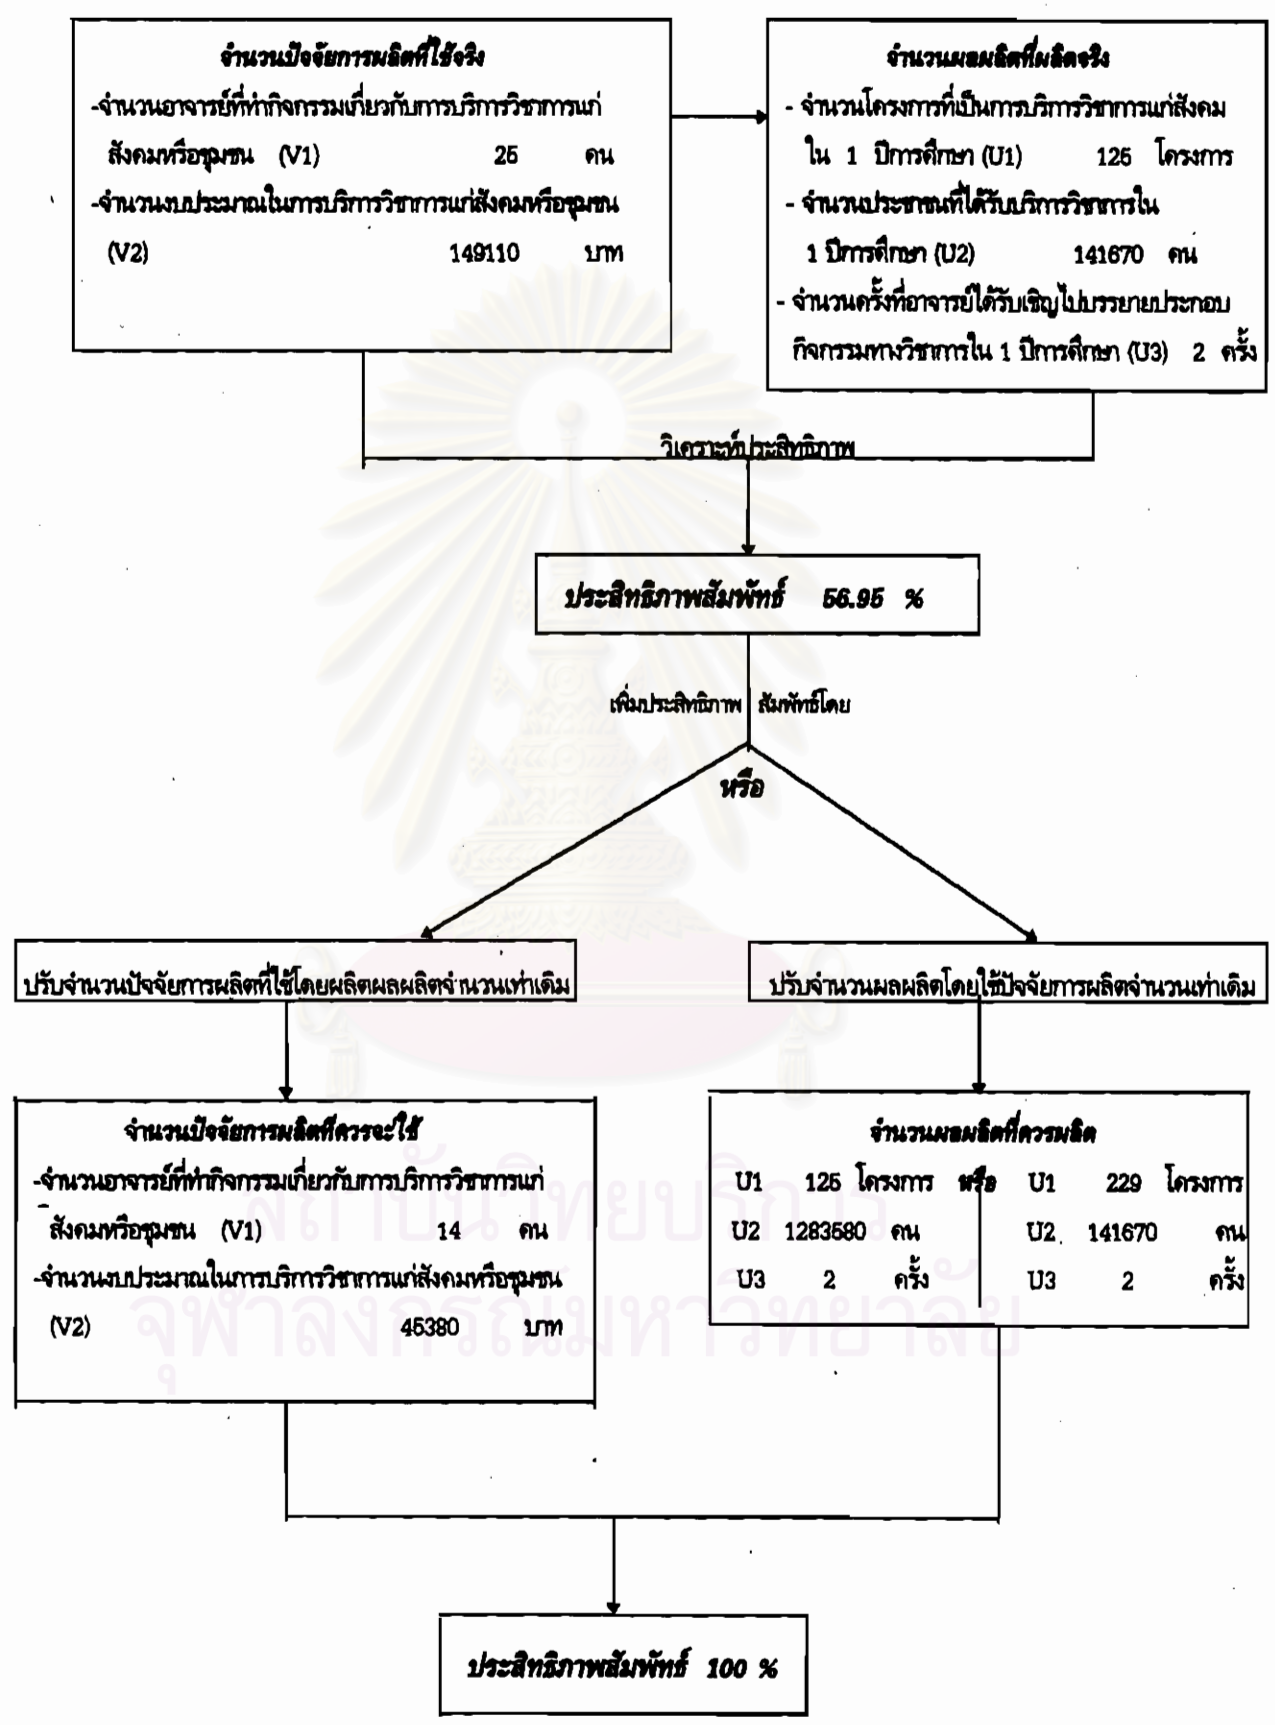 จำนวนปัจจัยการผลิตที่ใช้จริง
-จำนวนอาจารย์ที่ทำกิจกรรมเกี่ยวกับการบริการวิชาการแก่
สังคมหรือชุมชน (V1) 25 คน
-จำนวนงบประมาณในการบริการวิชาการแก่สังคมหรือชุมชน
(V2) 149110 บาท
จำนวนผลผลิตที่ผลิตจริง
- จำนวนโครงการที่เป็นการบริการวิชาการแก่สังคม
ใน 1 ปีการศึกษา (U1) 125 โครงการ
- จำนวนประชาชนที่ได้รับบริการวิชาการใน
1 ปีการศึกษา (U2) 141670 คน
- จำนวนครั้งที่อาจารย์ได้รับเชิญไปบรรยายประกอบ
กิจกรรมทางวิชาการใน 1 ปีการศึกษา (U3) 2 ครั้ง
วิเคราะห์ประสิทธิภาพ
ประสิทธิภาพสัมพัทธ์ 56.95 %
เพิ่มประสิทธิภาพ สัมพัทธ์โดย
หรือ
ปรับจำนวนปัจจัยการผลิตที่ใช้โดยผลิตผลผลิตจำนวนเท่าเดิม
ปรับจำนวนผลผลิตโดยใช้ปัจจัยการผลิตจำนวนเท่าเดิม
จำนวนปัจจัยการผลิตที่ควรจะใช้
-จำนวนอาจารย์ที่ทำกิจกรรมเกี่ยวกับการบริการวิชาการแก่
สังคมหรือชุมชน (V1) 14 คน
-จำนวนงบประมาณในการบริการวิชาการแก่สังคมหรือชุมชน
(V2) 45380 บาท
จำนวนผลผลิตที่ควรผลิต
U1 125 โครงการ หรือ U1 229 โครงการ
U2 1283580 คน U2 141670 คน
U3 2 ครั้ง U3 2 ครั้ง
ประสิทธิภาพสัมพัทธ์ 100 %
สถาบันวิทยบริการ
จุฬาลงกรณ์มหาวิทยาลัย